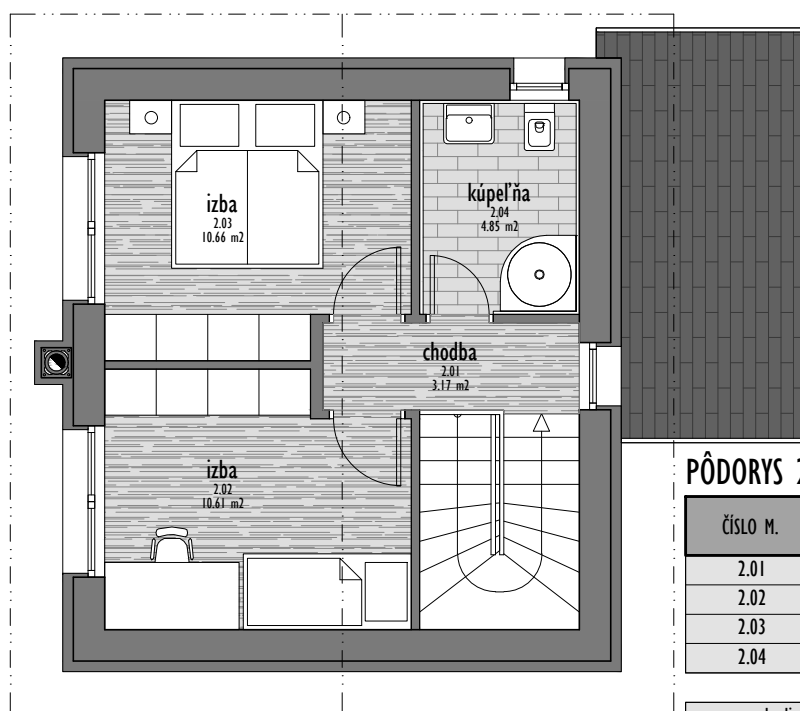 izba
2.03
10.66 m2
kúpeľňa
2.04
4.85 m2
chodba
2.01
3.17 m2
izba
2.02
10.61 m2
PÔDORYS 2
ČÍSLO M.
2.01
2.02
2.03
2.04